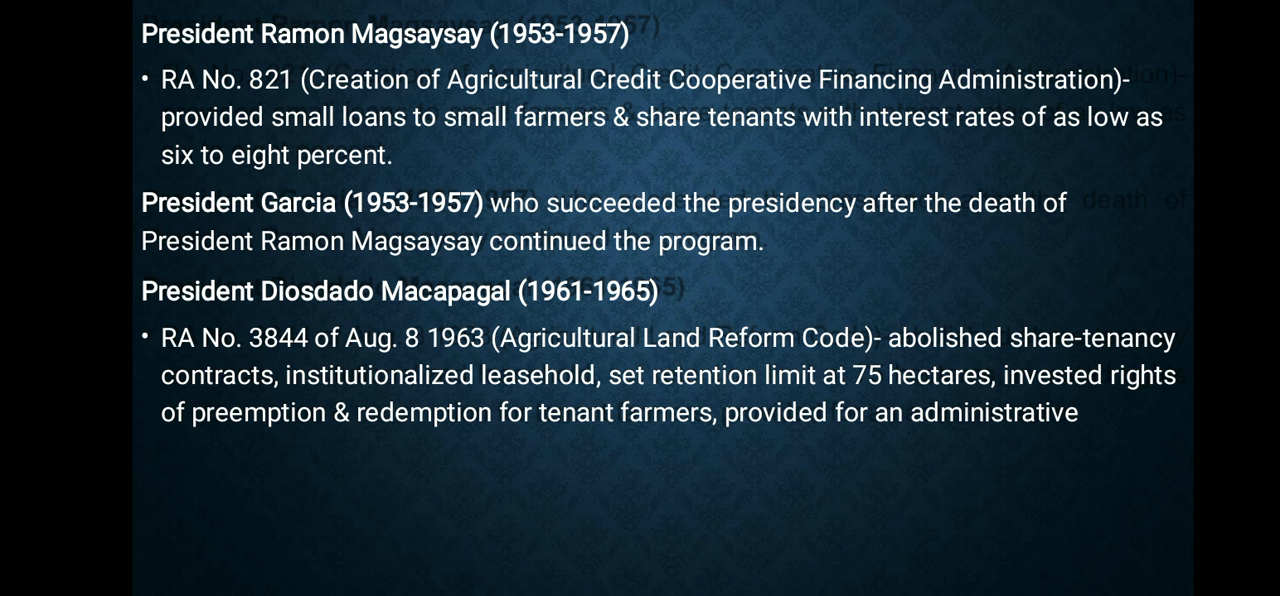 President Ramon Magsaysay (1953-1957)
• RA No. 821 (Creation of Agricultural Credit Cooperative Financing Administration)-
provided small loans to small farmers & share tenants with interest rates of as low as
six to eight percent.
President Garcia (1953-1957) who succeeded the presidency after the death of
President Ramon Magsaysay continued the program.
President Diosdado Macapagal (1961-1965)
• RA No. 3844 of Aug. 8 1963 (Agricultural Land Reform Code)- abolished share-tenancy
contracts, institutionalized leasehold, set retention limit at 75 hectares, invested rights
of preemption & redemption for tenant farmers, provided for an administrative